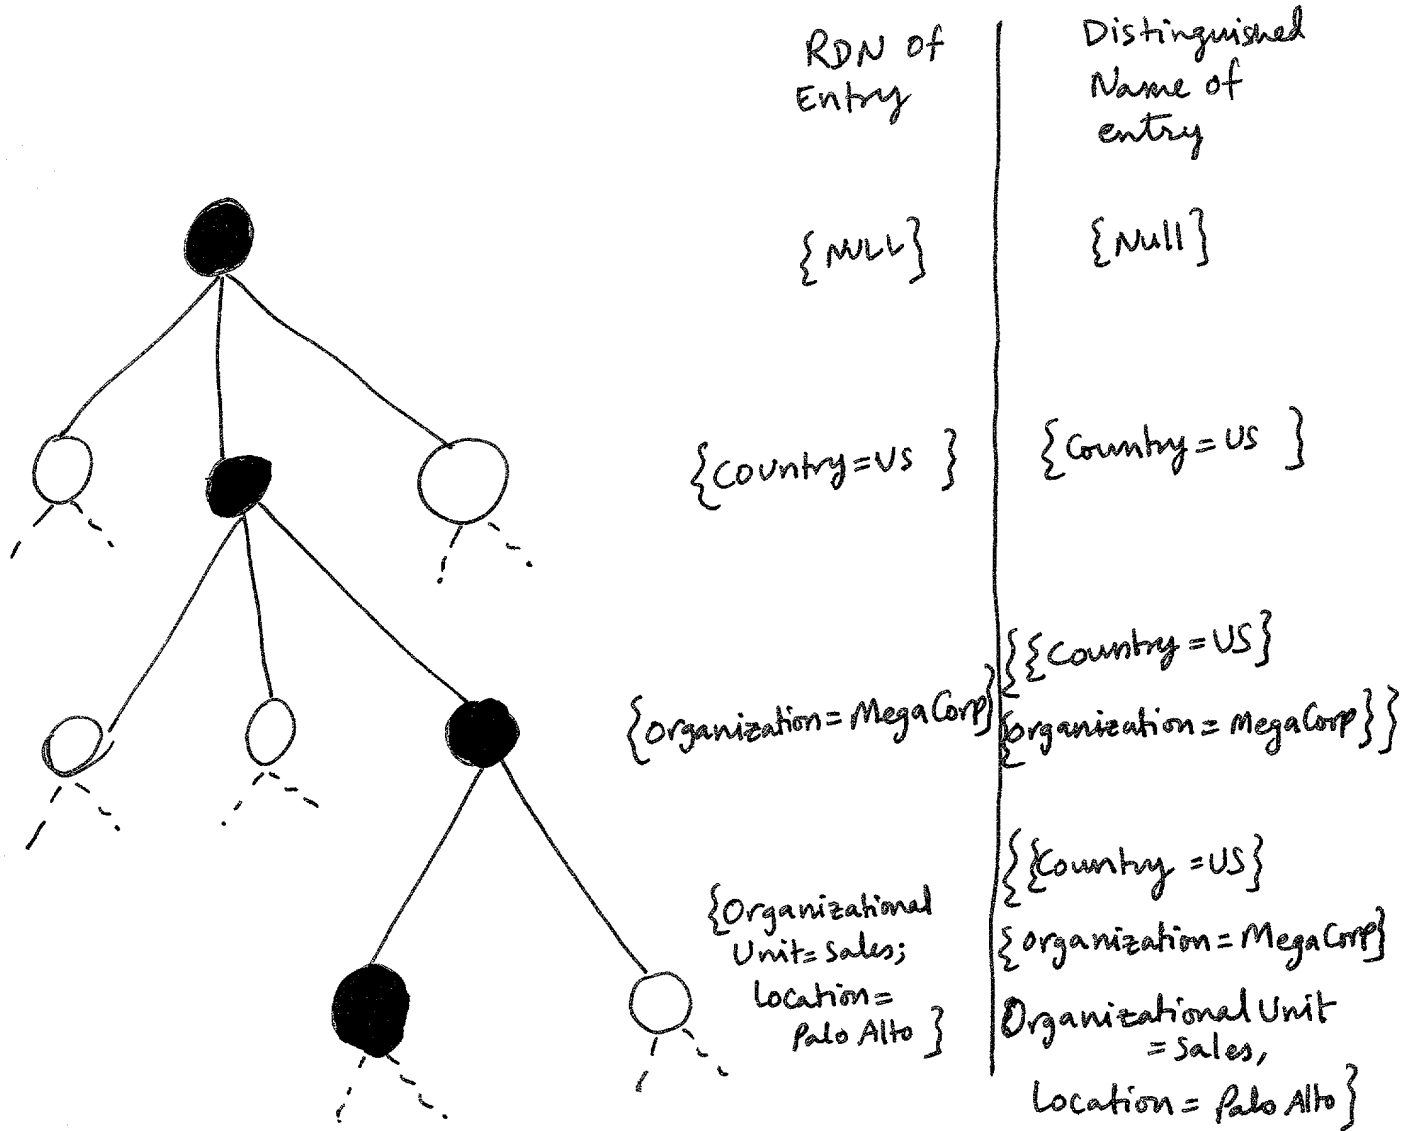 RDN of
Entry
Distinguished
Name of
entry
{NULL}
{Null}
{Country=US }
{Country=US }
{Organization=MegaCorp}
{{Country=US}
{Organization=MegaCorp}}
{Organizational
Unit=Sales;
Location=
Palo Alto }
{{Country =US}
{Organization=MegaCorp}
Organizational Unit
=Sales,
Location= Palo Alto}